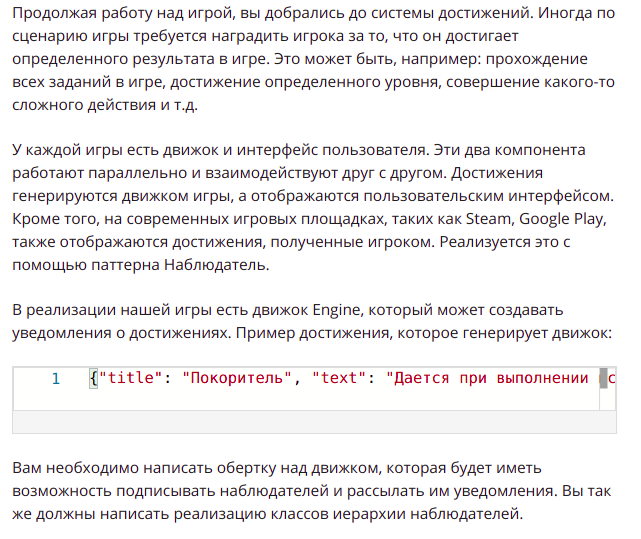 Продолжая работу над игрой, вы добрались до системы достижений. Иногда по
сценарию игры требуется наградить игрока за то, что он достигает
определенного результата в игре. Это может быть, например: прохождение
всех заданий в игре, достижение определенного уровня, совершение какого-то
сложного действия и т.д.
У каждой игры есть движок и интерфейс пользователя. Эти два компонента
работают параллельно и взаимодействуют друг с другом. Достижения
генерируются движком игры, а отображаются пользовательским интерфейсом.
Кроме того, на современных игровых площадках, таких как Steam, Google Play,
также отображаются достижения, полученные игроком. Реализуется это с
помощью паттерна Наблюдатель.
В реализации нашей игры есть движок Engine, который может создавать
уведомления о достижениях. Пример достижения, которое генерирует движок:
1 {"title": "Покоритель", "text": "Дается при выполнении
Вам необходимо написать обертку над движком, которая будет иметь
возможность подписывать наблюдателей и рассылать им уведомления. Вы так
же должны написать реализацию классов иерархии наблюдателей.